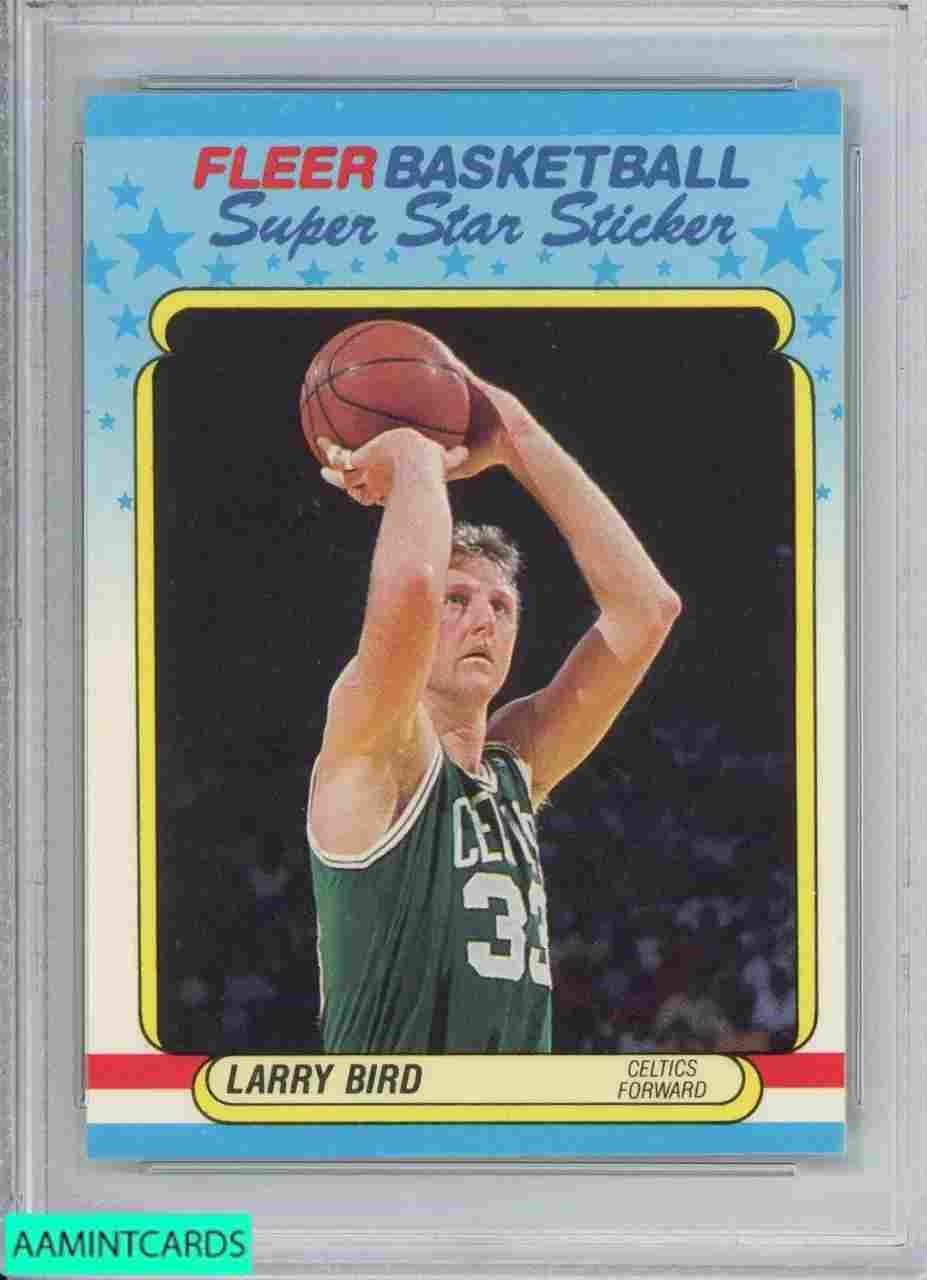 FLEER BASKETBALL
Super Star Sticker
CELTICS
33
LARRY BIRD
CELTICS
FORWARD
AAMINTCARDS